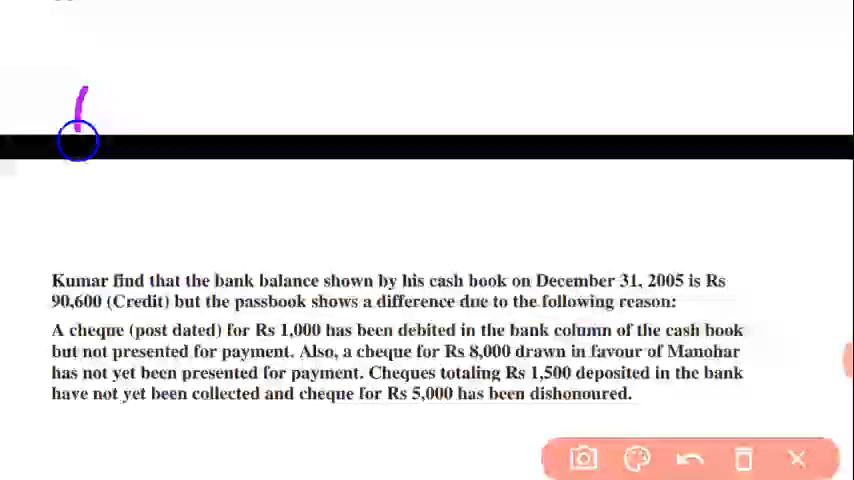 Kumar find that the bank balance shown by his cash book on December 31, 2005 is Rs
90,600 (Credit) but the passbook shows a difference due to the following reason:
A cheque (post dated) for Rs 1,000 has been debited in the bank column of the cash book
but not presented for payment. Also, a cheque for Rs 8,000 drawn in favour of Manohar
has not yet been presented for payment. Cheques totaling Rs 1,500 deposited in the bank
have not yet been collected and cheque for Rs 5,000 has been dishonoured.